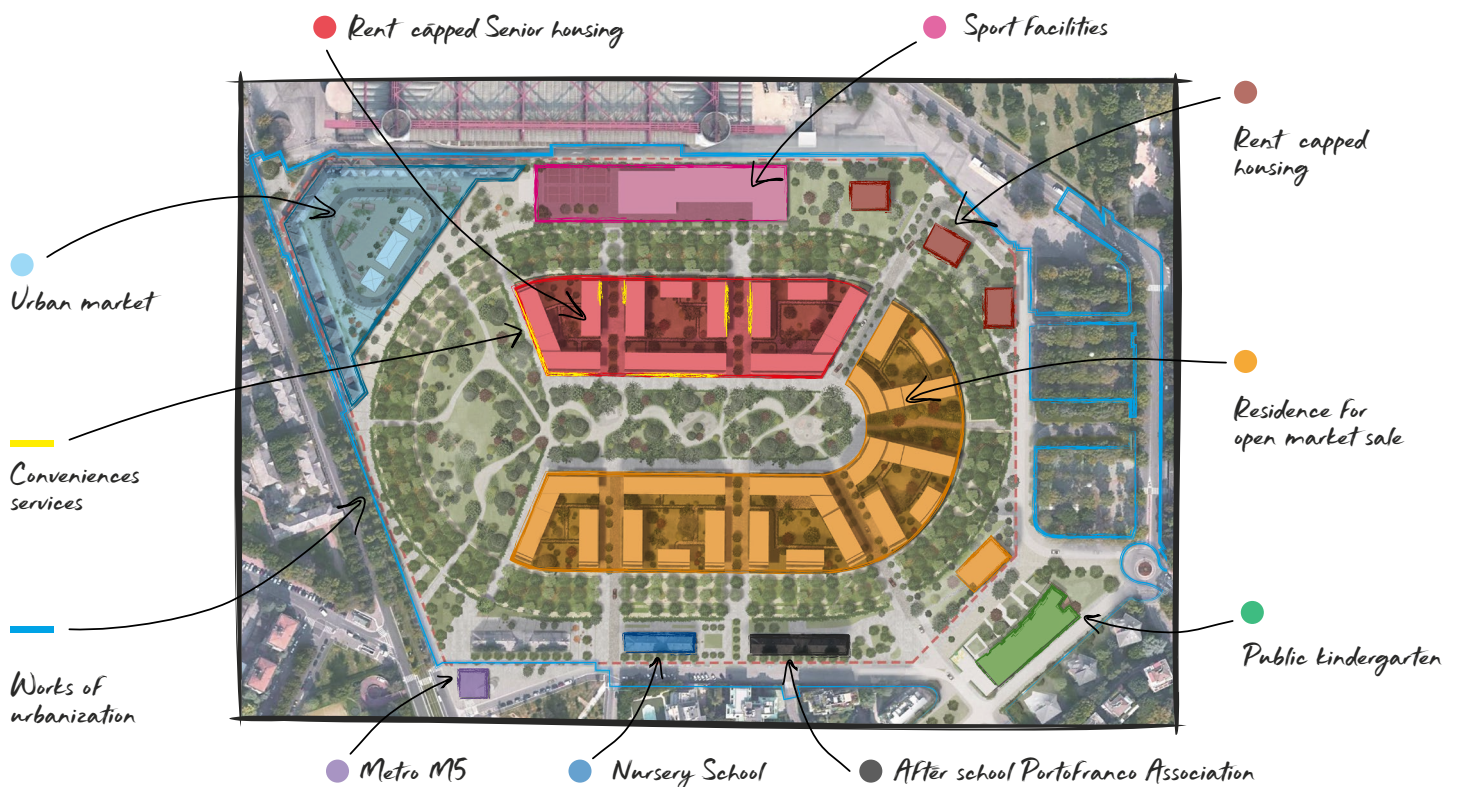 Rent capped Senior housing
Sport Facilities
Rent capped
housing
Urban market
Residence for
open market sale
Conveniences
services
Public kindergarten
Works of
urbanization
Metro M5
Nursery School
After school PortoFranco Association